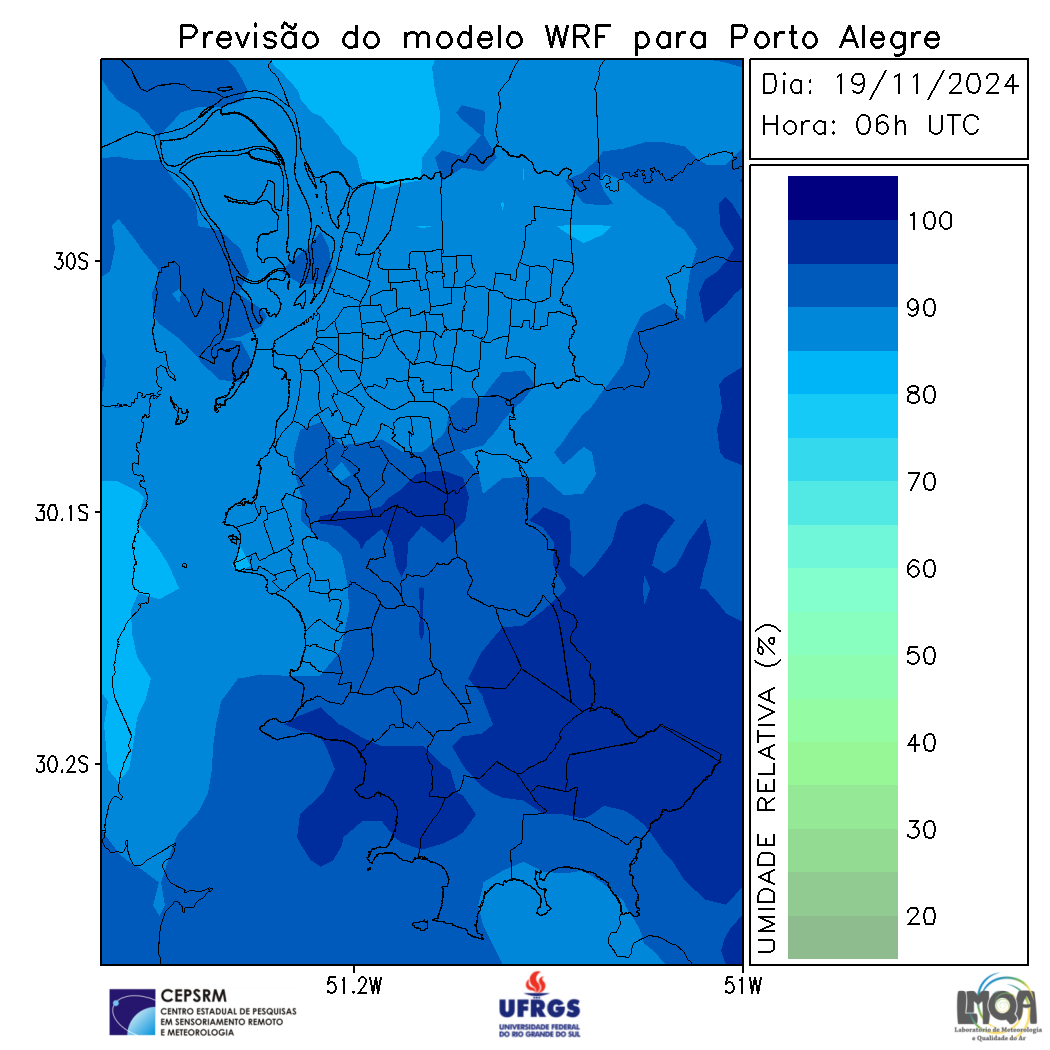 Previsão do modelo WRF para Porto Alegre
Dia: 19/11/2024
Hora: 06h UTC
30S
30.1S
30.2S
51.2W
51W
UMIDADE RELATIVA (%)
100
90
80
70
60
50
40
30
20
CEPSRM
CENTRO ESTADUAL DE PESQUISAS
EM SENSORIAMENTO REMOTO
E METEOROLOGIA
UFRGS
UNIVERSIDADE FEDERAL
DO RIO GRANDE DO SUL
LMQA
Laboratório de Meteorologia
e Qualidade do Ar